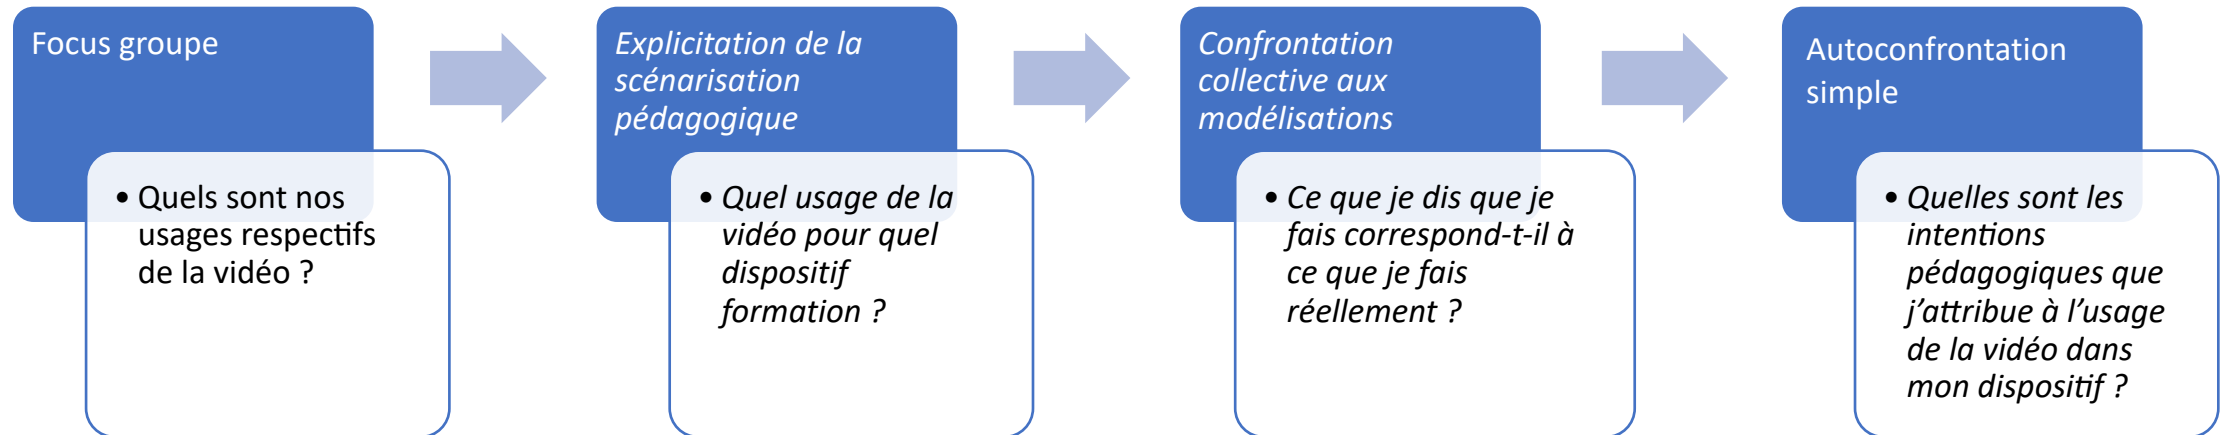 Focus groupe
• Quels sont nos
usages respectifs
de la vidéo ?
Explicitation de la
scénarisation
pédagogique
• Quel usage de la
vidéo pour quel
dispositif
formation ?
Confrontation
collective aux
modélisations
• Ce que je dis que je
fais correspond-t-il à
ce que je fais
réellement ?
Autoconfrontation
simple
• Quelles sont les
intentions
pédagogiques que
j’attribue à l’usage
de la vidéo dans
mon dispositif ?